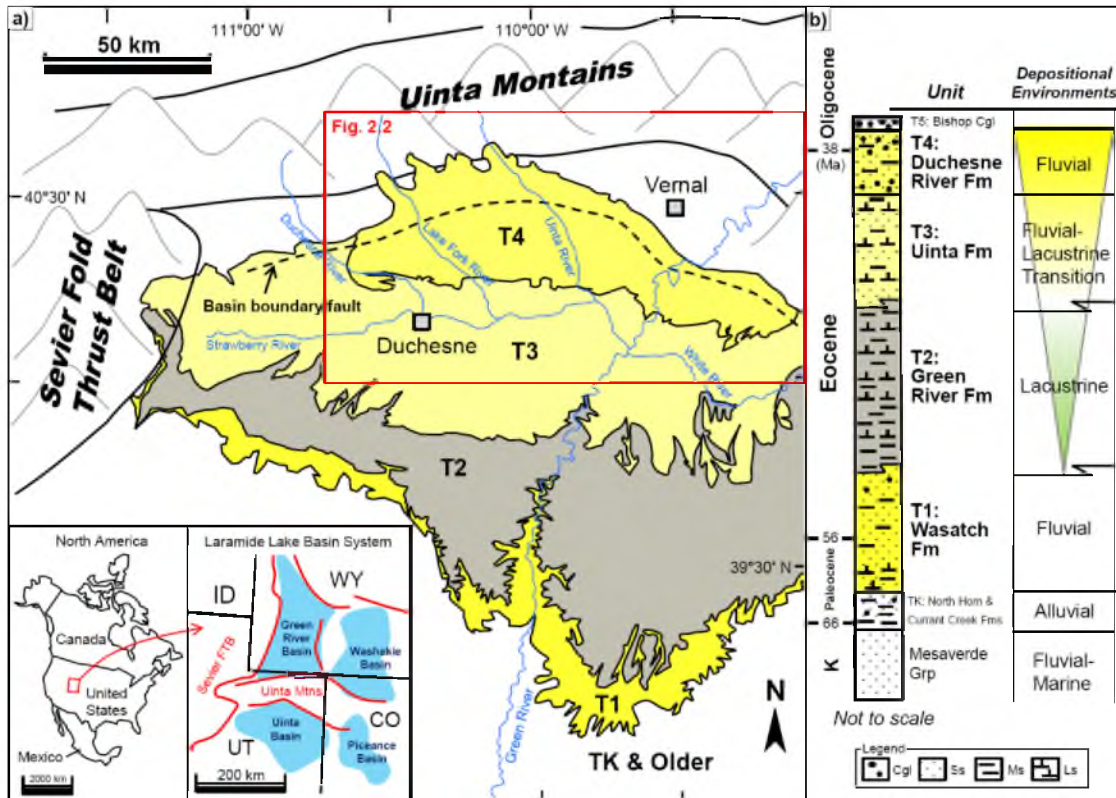 a)
111°00' W
110°00' W
50 km
Uinta Montains
Fig. 2.2
40°30' N
Vernal
T4
Duchesne River
Lake Fork River
Uinta River
Basin boundary fault
Sevier Fold
Thrust Belt
Strawberry River
Duchesne
T3
White River
T2
39°30' N
T1
Green River
N
TK & Older
North America
Canada
United
States
Mexico
2000 km
Laramide Lake Basin System
ID
WY
Green
River
Basin
Washakie
Basin
Sevier FTB
Uinta Mtns
CO
Uinta
Basin
UT
Piceance
Basin
200 km
b)
Unit
Depositional
Environments
Oligocene
38
(Ma)
Eocene
56
Paleocene
66
K
T5: Bishop Cgl
T4:
Duchesne
River Fm
Fluvial
T3:
Uinta Fm
Fluvial-
Lacustrine
Transition
T2:
Green
River Fm
Lacustrine
T1:
Wasatch
Fm
Fluvial
TK: North Horn &
Currant Creek Fms
Alluvial
Mesaverde
Grp
Fluvial-
Marine
Not to scale
Legend
Cgl
Ss
Ms
Ls